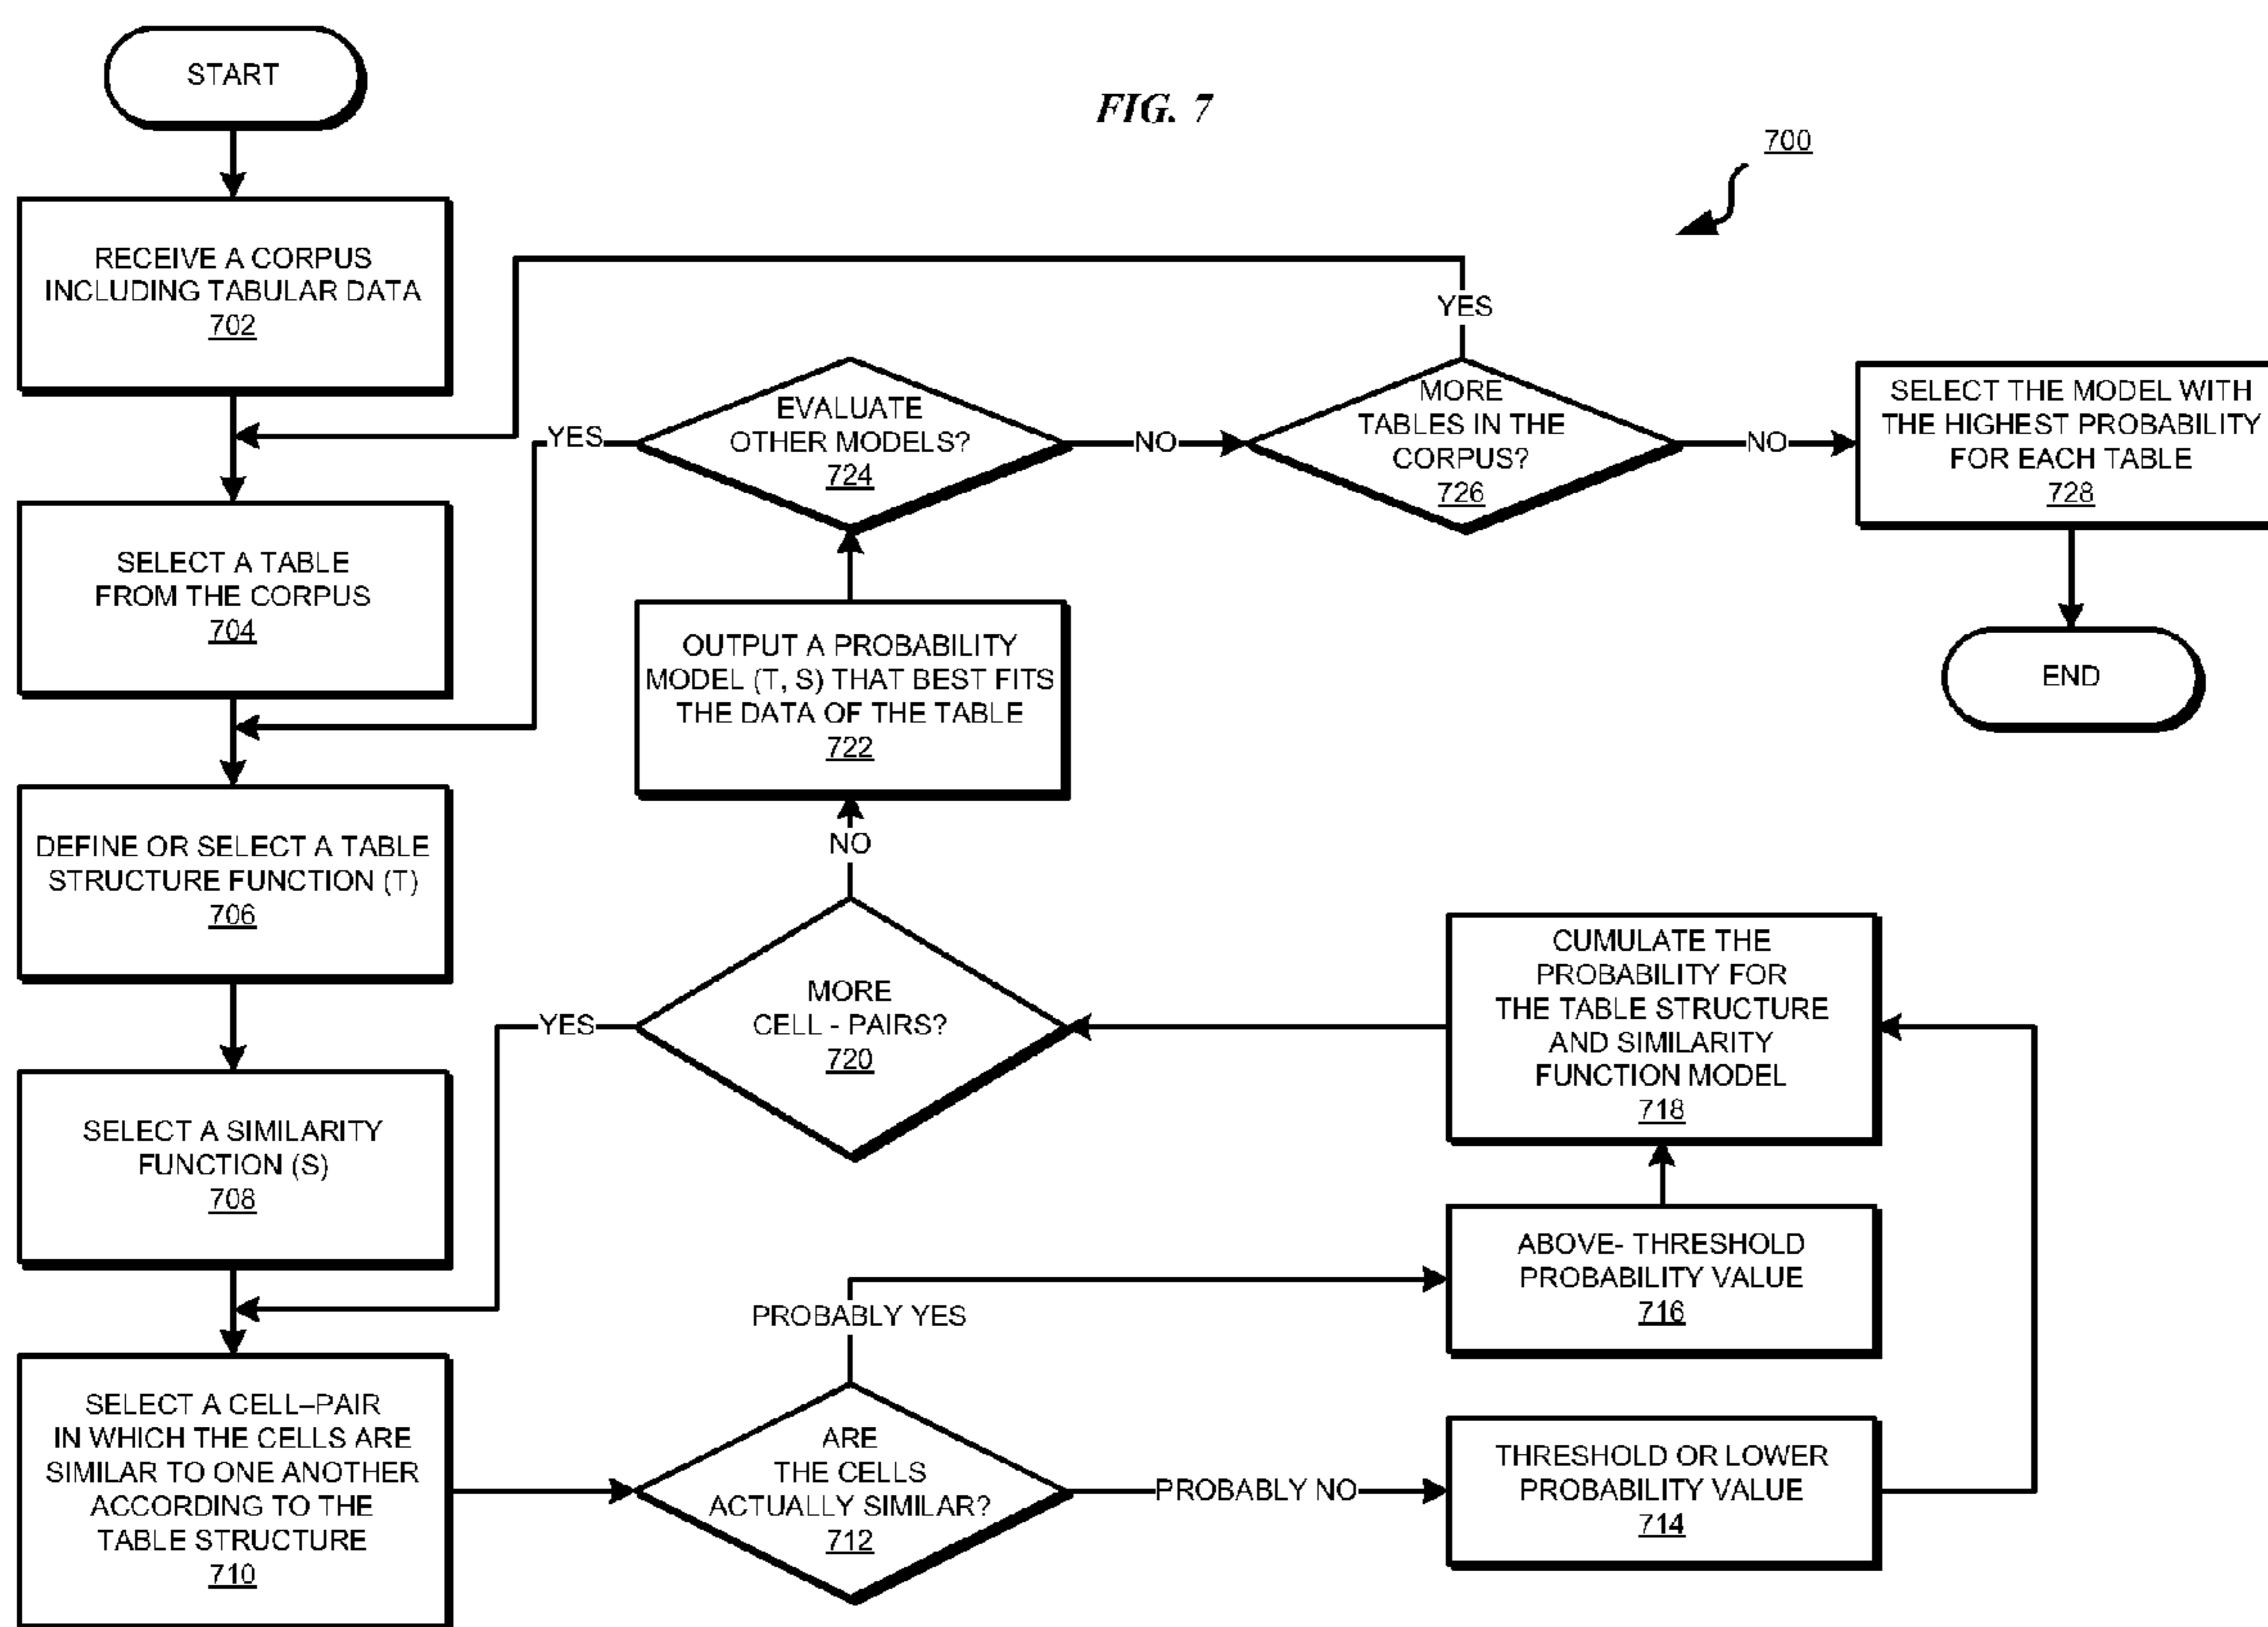 START
FIG. 7
700
RECEIVE A CORPUS
INCLUDING TABULAR DATA
702
YES
EVALUATE
OTHER MODELS?
724
YES
NO
MORE
TABLES IN THE
CORPUS?
726
NO
SELECT THE MODEL WITH
THE HIGHEST PROBABILITY
FOR EACH TABLE
728
SELECT A TABLE
FROM THE CORPUS
704
OUTPUT A PROBABILITY
MODEL (T, S) THAT BEST FITS
THE DATA OF THE TABLE
722
END
DEFINE OR SELECT A TABLE
STRUCTURE FUNCTION (T)
706
NO
MORE
CELL - PAIRS?
720
YES
CUMULATE THE
PROBABILITY FOR
THE TABLE STRUCTURE
AND SIMILARITY
FUNCTION MODEL
718
SELECT A SIMILARITY
FUNCTION (S)
708
ABOVE- THRESHOLD
PROBABILITY VALUE
716
PROBABLY YES
SELECT A CELL–PAIR
IN WHICH THE CELLS ARE
SIMILAR TO ONE ANOTHER
ACCORDING TO THE
TABLE STRUCTURE
710
ARE
THE CELLS
ACTUALLY SIMILAR?
712
PROBABLY NO
THRESHOLD OR LOWER
PROBABILITY VALUE
714